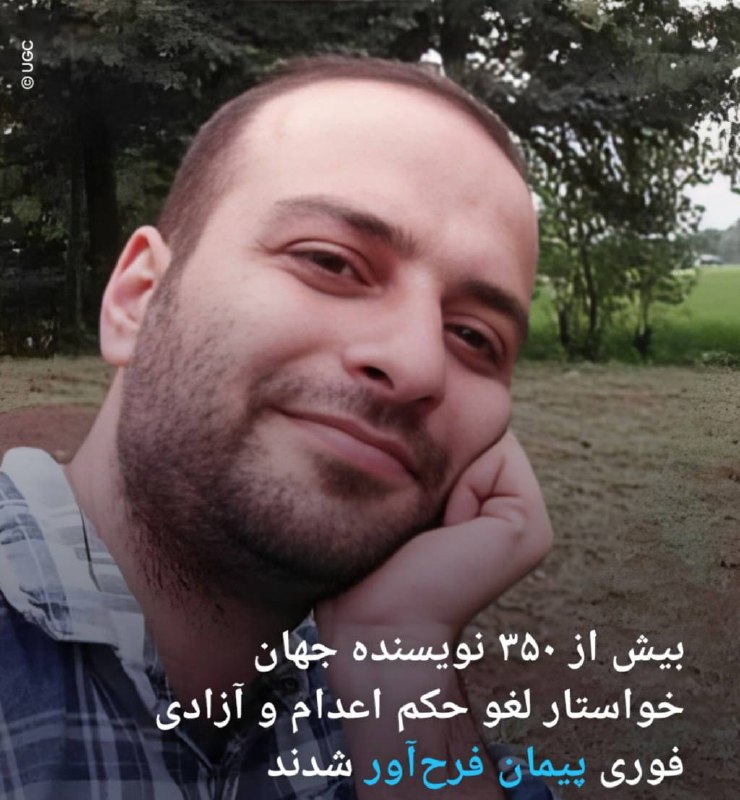 © UGC
بیش از ۳۵۰ نویسنده جهان
خواستار لغو حکم اعدام و آزادی
فوری پیمان فرح‌آور شدند